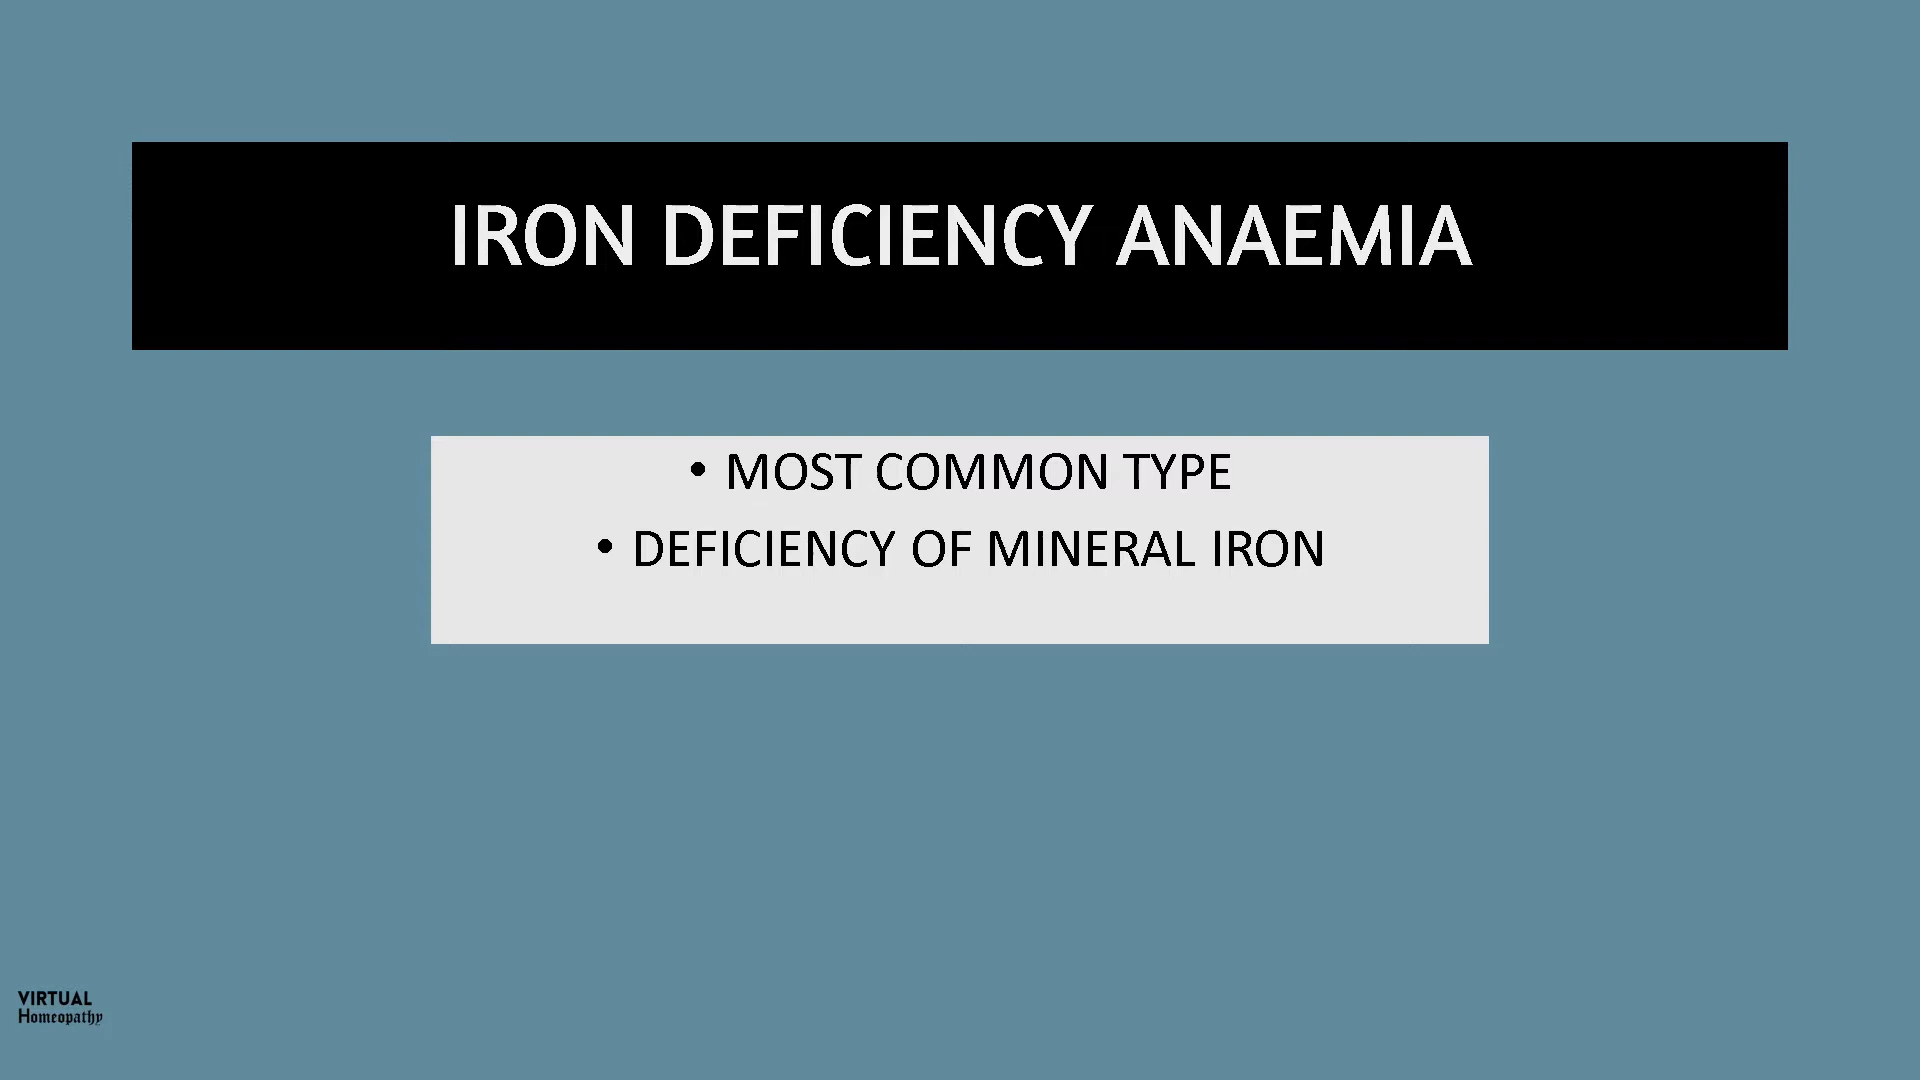 IRON DEFICIENCY ANAEMIA
• MOST COMMON TYPE
• DEFICIENCY OF MINERAL IRON
VIRTUAL
Homeopathy